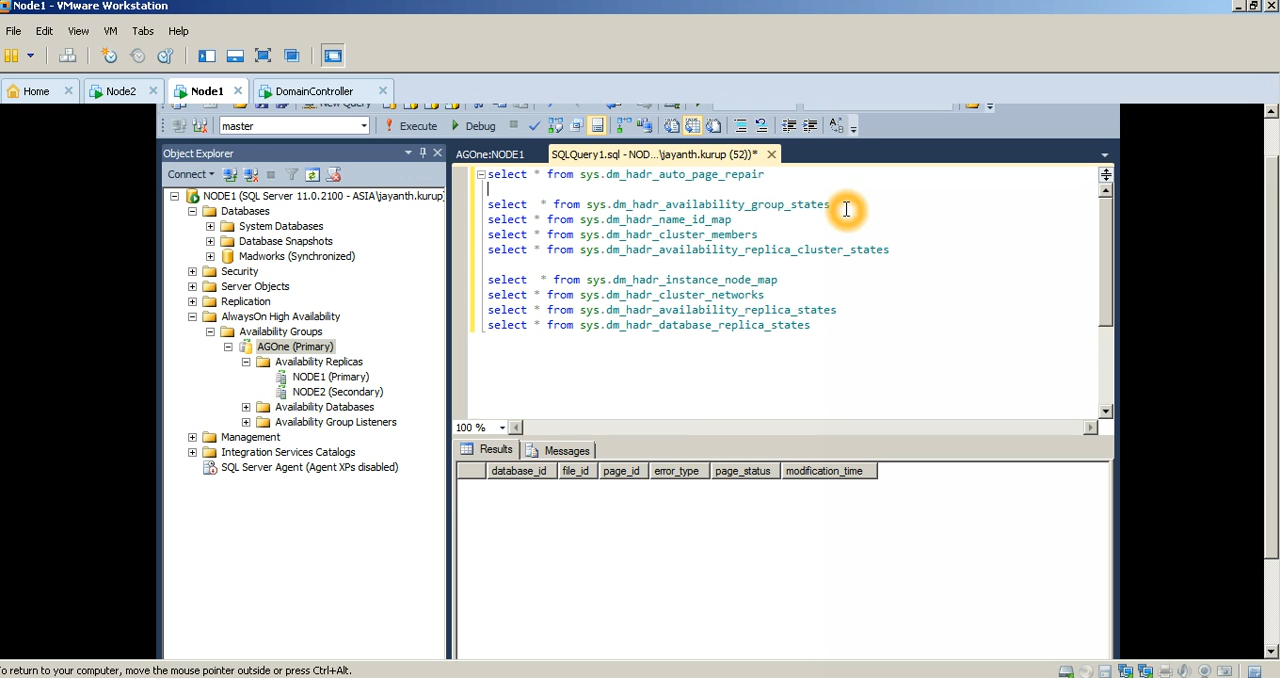 Node1 - VMware Workstation
File Edit View VM Tabs Help
Home Node2 Node1 DomainController
New Query
master Execute Debug
Object Explorer
AGOne:NODE1 SQLQuery1.sql - NOD...\jayanth.kurup (52))*
Connect
NODE1 (SQL Server 11.0.2100 - ASIA\jayanth.kurup)
Databases
System Databases
Database Snapshots
Madworks (Synchronized)
Security
Server Objects
Replication
AlwaysOn High Availability
Availability Groups
AGOne (Primary)
Availability Replicas
NODE1 (Primary)
NODE2 (Secondary)
Availability Databases
Availability Group Listeners
Management
Integration Services Catalogs
SQL Server Agent (Agent XPs disabled)
select * from sys.dm_hadr_auto_page_repair
select * from sys.dm_hadr_availability_group_states
select * from sys.dm_hadr_name_id_map
select * from sys.dm_hadr_cluster_members
select * from sys.dm_hadr_availability_replica_cluster_states
select * from sys.dm_hadr_instance_node_map
select * from sys.dm_hadr_cluster_networks
select * from sys.dm_hadr_availability_replica_states
select * from sys.dm_hadr_database_replica_states
100 %
Results Messages
database_id file_id page_id error_type page_status modification_time
To return to your computer, move the mouse pointer outside or press Ctrl+Alt.